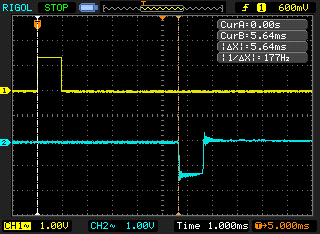 RIGOL STOP f 1 600mV
CurA=0.00s
CurB=5.64ms
|ΔX|=5.64ms
|1/ΔX|=177Hz
T
1
2
CH1~ 1.00V CH2~ 1.00V Time 1.000ms T→5.000ms